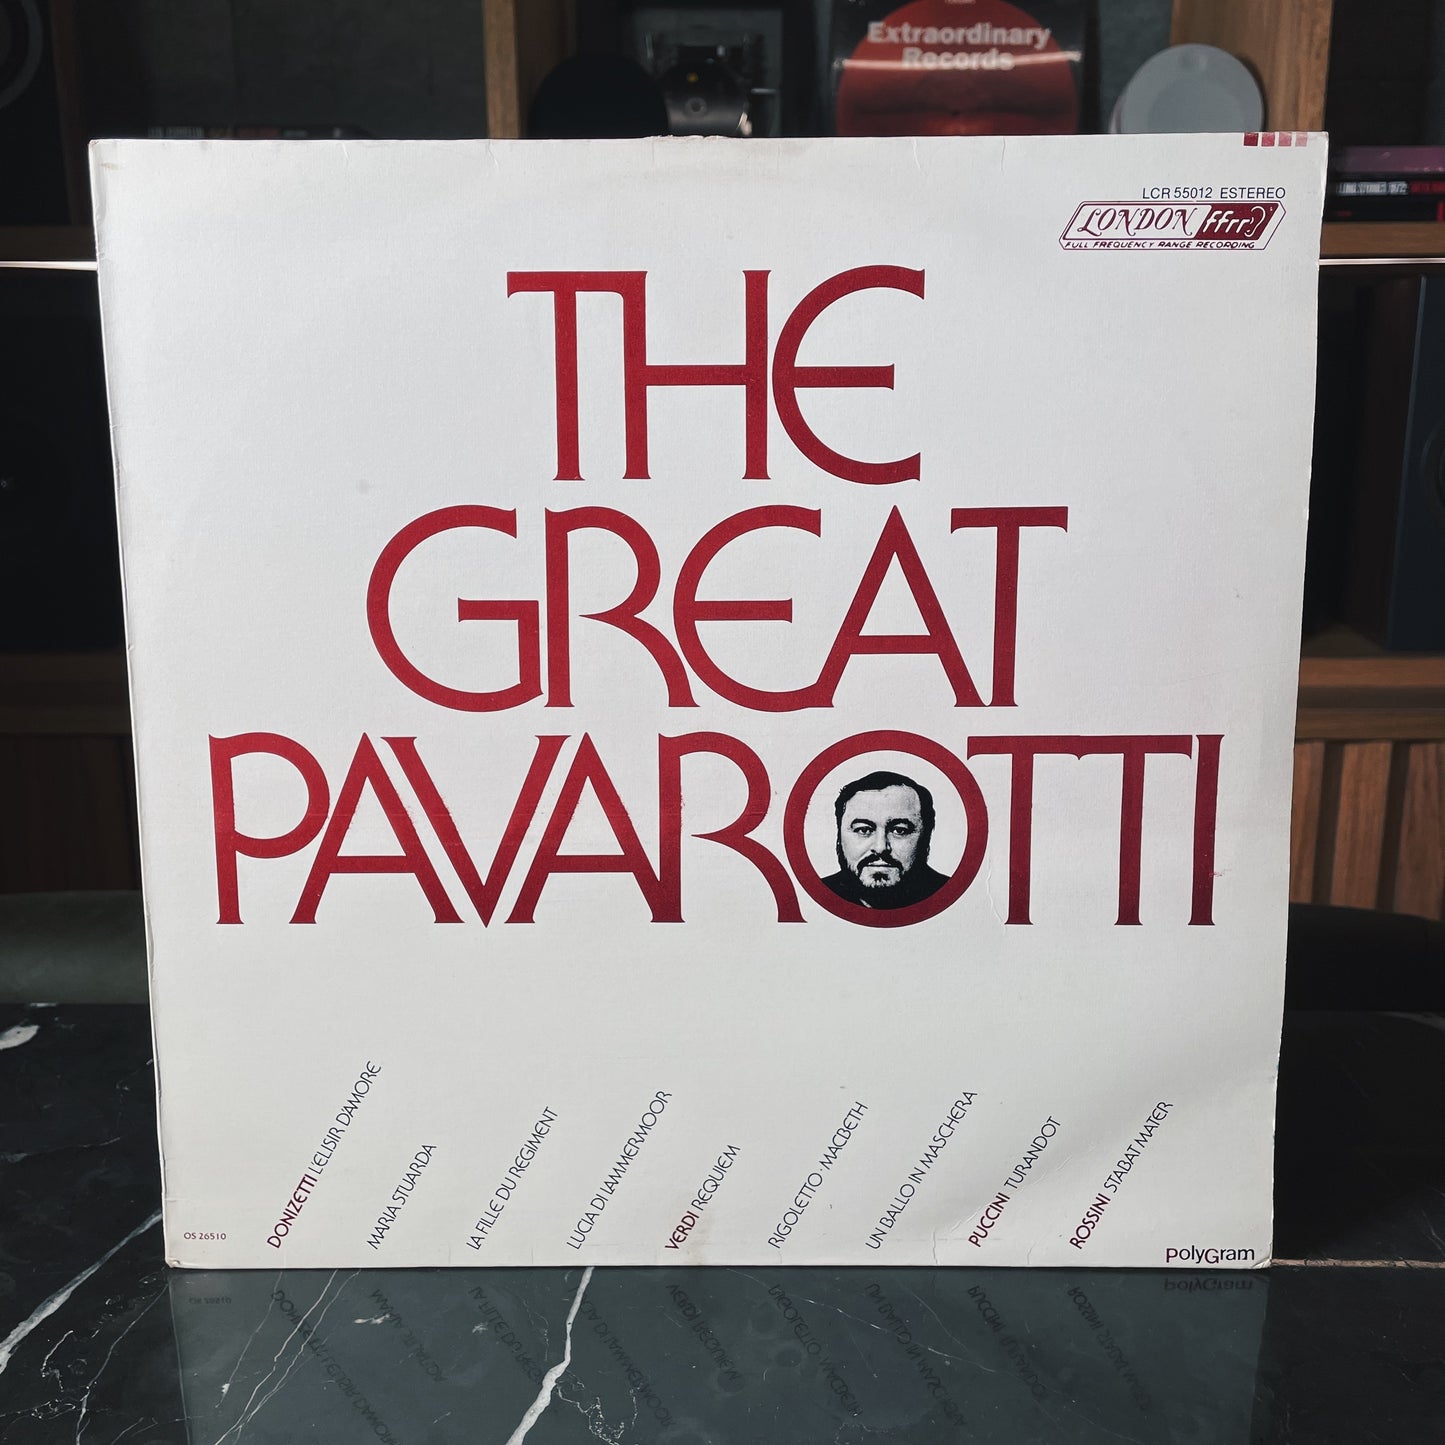 Extraordinary
Records
LCR 55012 ESTEREO
LONDON ffrr
FULL FREQUENCY RANGE RECORDING
THE
GREAT
PAVAROTTI
DONIZETTI L'ELISIR D'AMORE
MARIA STUARDA
LA FILLE DU REGIMENT
LUCIA DI LAMMERMOOR
VERDI REQUIEM
RIGOLETTO · MACBETH
UN BALLO IN MASCHERA
PUCCINI TURANDOT
ROSSINI STABAT MATER
OS 26510
PolyGram